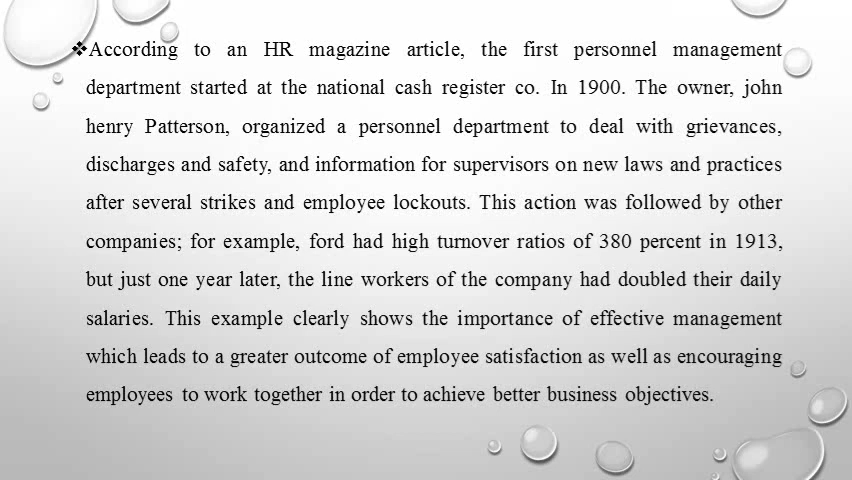 ❖According to an HR magazine article, the first personnel management
department started at the national cash register co. In 1900. The owner, john
henry Patterson, organized a personnel department to deal with grievances,
discharges and safety, and information for supervisors on new laws and practices
after several strikes and employee lockouts. This action was followed by other
companies; for example, ford had high turnover ratios of 380 percent in 1913,
but just one year later, the line workers of the company had doubled their daily
salaries. This example clearly shows the importance of effective management
which leads to a greater outcome of employee satisfaction as well as encouraging
employees to work together in order to achieve better business objectives.